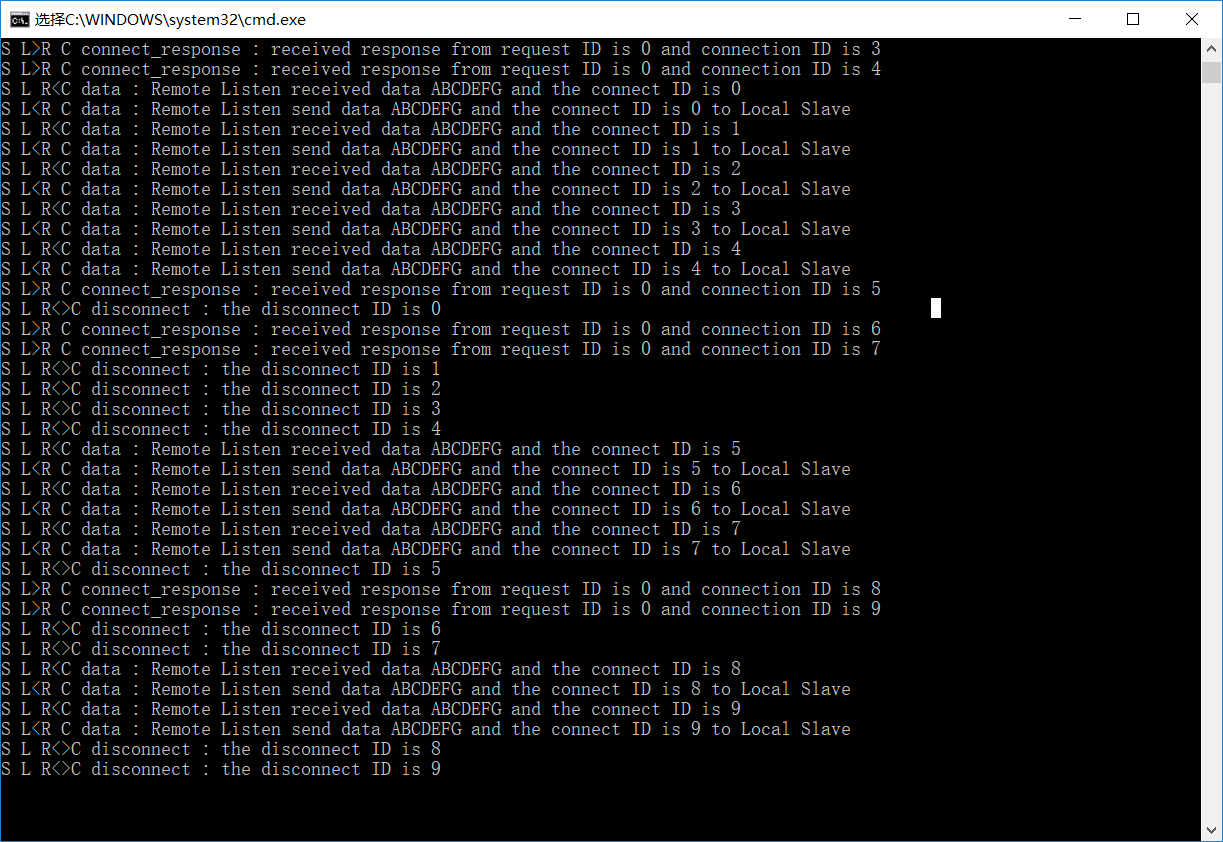 选择C:\WINDOWS\system32\cmd.exe
S L>R C connect_response : received response from request ID is 0 and connection ID is 3
S L>R C connect_response : received response from request ID is 0 and connection ID is 4
S L R<C data : Remote Listen received data ABCDEFG and the connect ID is 0
S L<R C data : Remote Listen send data ABCDEFG and the connect ID is 0 to Local Slave
S L R<C data : Remote Listen received data ABCDEFG and the connect ID is 1
S L<R C data : Remote Listen send data ABCDEFG and the connect ID is 1 to Local Slave
S L R<C data : Remote Listen received data ABCDEFG and the connect ID is 2
S L<R C data : Remote Listen send data ABCDEFG and the connect ID is 2 to Local Slave
S L R<C data : Remote Listen received data ABCDEFG and the connect ID is 3
S L<R C data : Remote Listen send data ABCDEFG and the connect ID is 3 to Local Slave
S L R<C data : Remote Listen received data ABCDEFG and the connect ID is 4
S L<R C data : Remote Listen send data ABCDEFG and the connect ID is 4 to Local Slave
S L>R C connect_response : received response from request ID is 0 and connection ID is 5
S L R<>C disconnect : the disconnect ID is 0
S L>R C connect_response : received response from request ID is 0 and connection ID is 6
S L>R C connect_response : received response from request ID is 0 and connection ID is 7
S L R<>C disconnect : the disconnect ID is 1
S L R<>C disconnect : the disconnect ID is 2
S L R<>C disconnect : the disconnect ID is 3
S L R<>C disconnect : the disconnect ID is 4
S L R<C data : Remote Listen received data ABCDEFG and the connect ID is 5
S L<R C data : Remote Listen send data ABCDEFG and the connect ID is 5 to Local Slave
S L R<C data : Remote Listen received data ABCDEFG and the connect ID is 6
S L<R C data : Remote Listen send data ABCDEFG and the connect ID is 6 to Local Slave
S L R<C data : Remote Listen received data ABCDEFG and the connect ID is 7
S L<R C data : Remote Listen send data ABCDEFG and the connect ID is 7 to Local Slave
S L R<>C disconnect : the disconnect ID is 5
S L>R C connect_response : received response from request ID is 0 and connection ID is 8
S L>R C connect_response : received response from request ID is 0 and connection ID is 9
S L R<>C disconnect : the disconnect ID is 6
S L R<>C disconnect : the disconnect ID is 7
S L R<C data : Remote Listen received data ABCDEFG and the connect ID is 8
S L<R C data : Remote Listen send data ABCDEFG and the connect ID is 8 to Local Slave
S L R<C data : Remote Listen received data ABCDEFG and the connect ID is 9
S L<R C data : Remote Listen send data ABCDEFG and the connect ID is 9 to Local Slave
S L R<>C disconnect : the disconnect ID is 8
S L R<>C disconnect : the disconnect ID is 9